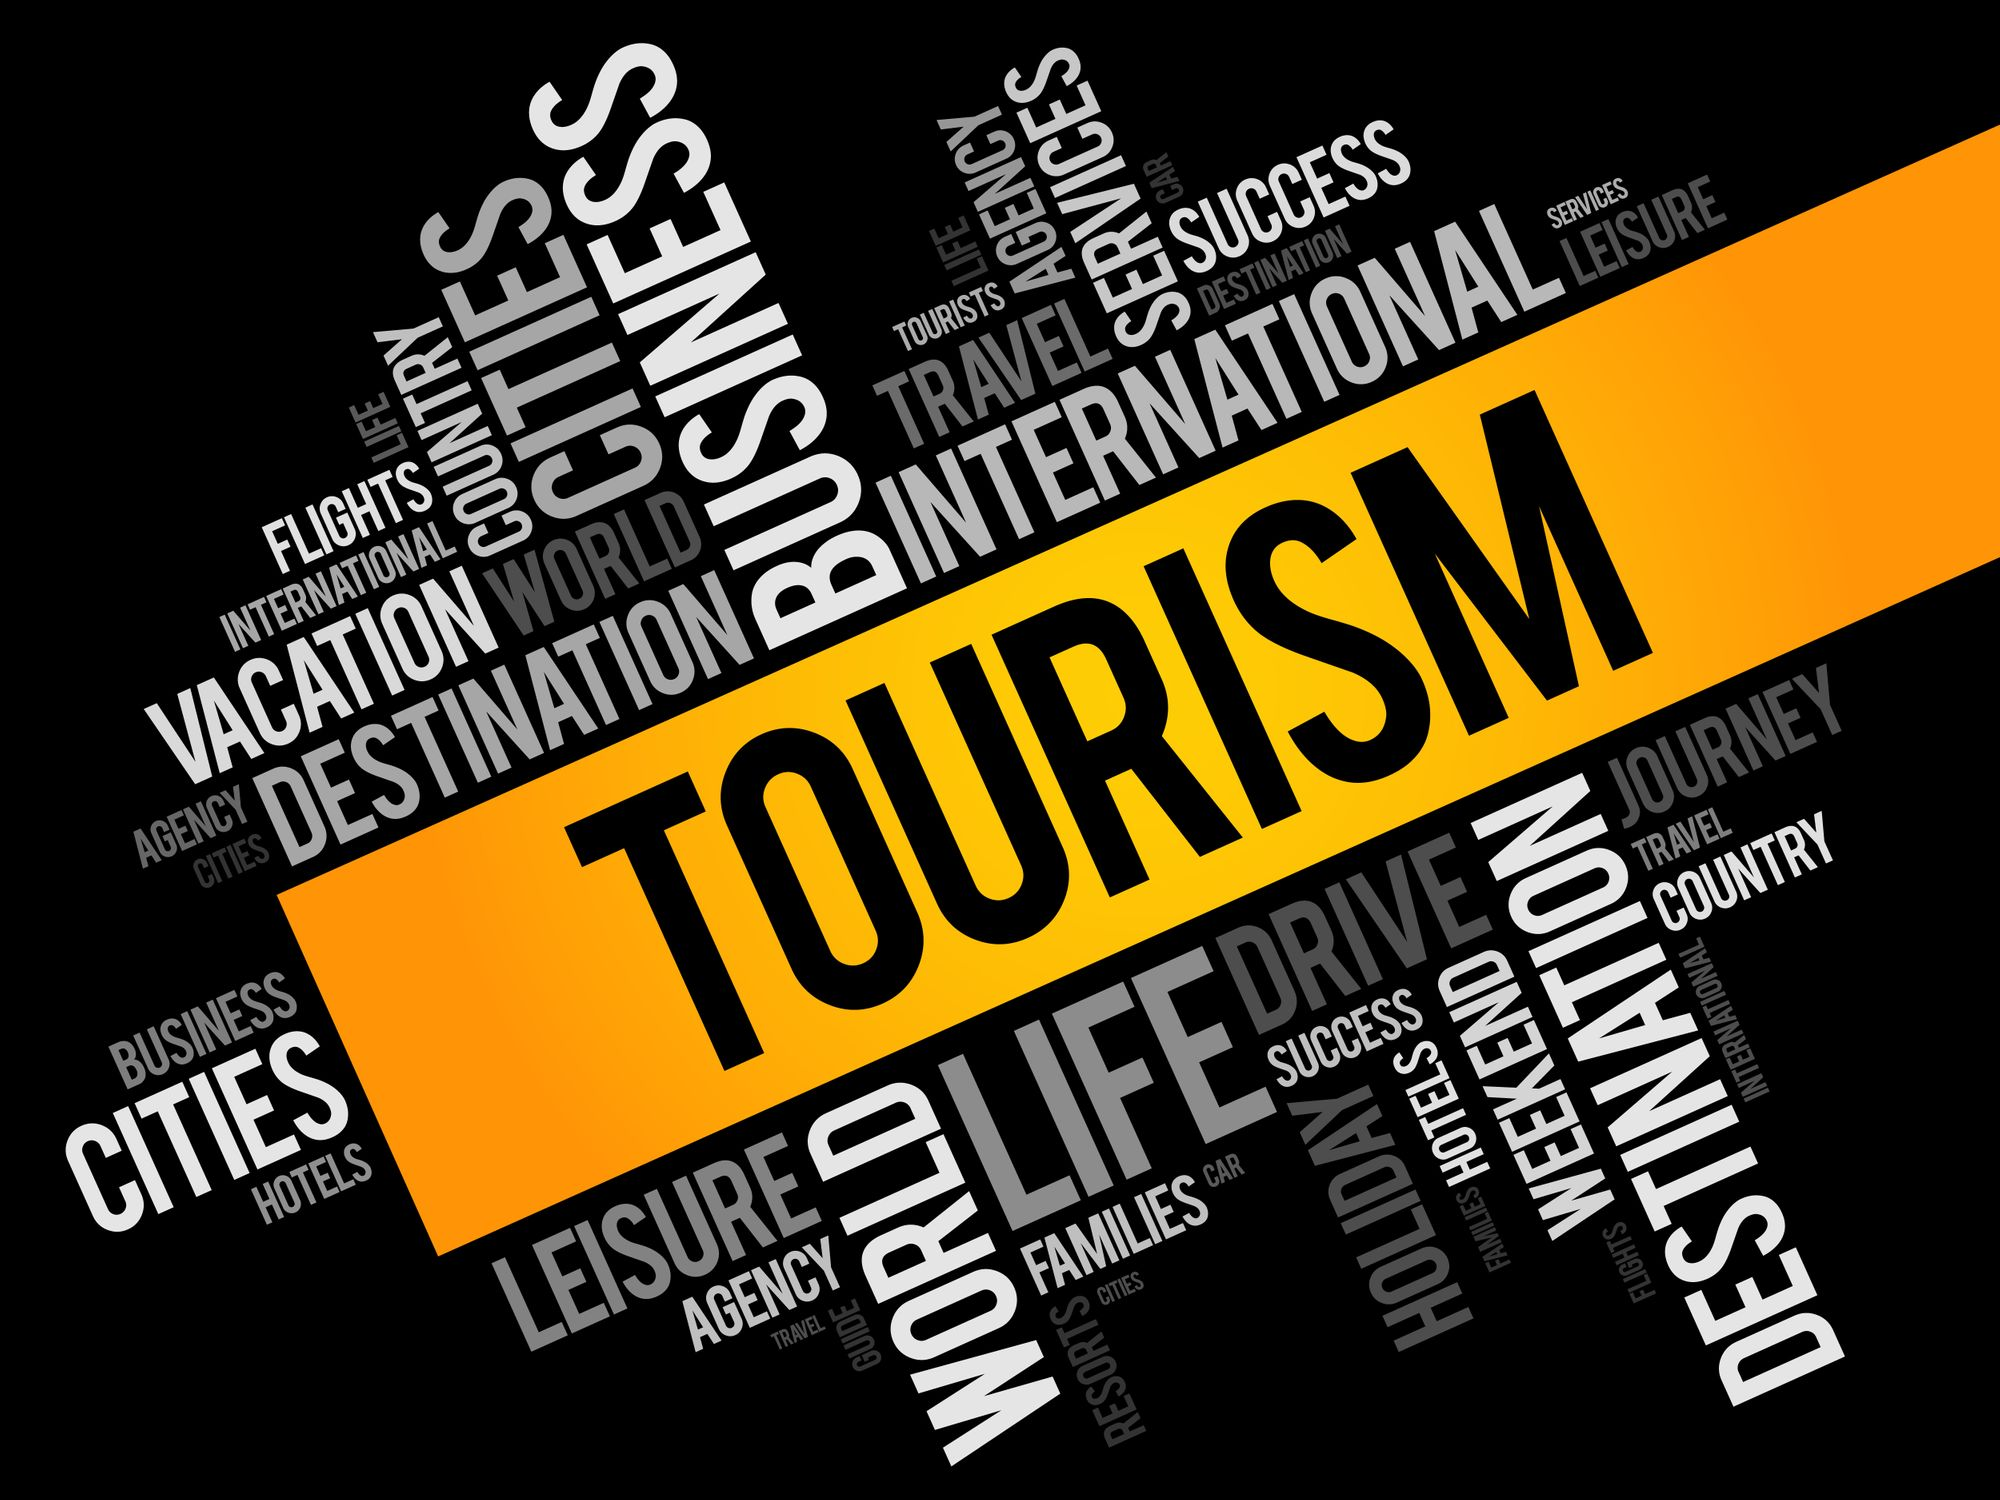 BUSINESS
CITIES
COUNTRY
LIFE
FLIGHTS
INTERNATIONAL
VACATION
WORLD
DESTINATION
AGENCY
CITIES
SERVICES
AGENCY
LIFE
CAR
TOURISTS
SUCCESS
TRAVEL
DESTINATION
INTERNATIONAL
SERVICES
LEISURE
TOURISM
BUSINESS
CITIES
HOTELS
JOURNEY
TRAVEL
COUNTRY
INTERNATIONAL
DESTINATION
DRIVE
WEEKEND
SUCCESS
HOTELS
HOLIDAY
FAMILIES
FLIGHTS
LIFE
CAR
FAMILIES
CITIES
RESORTS
WORLD
LEISURE
AGENCY
TRAVEL
GUIDE